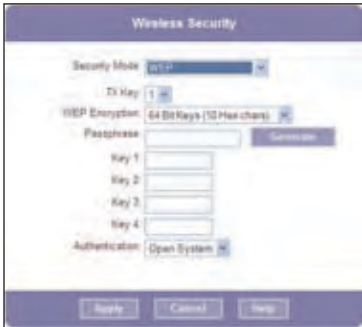 Wireless Security
Security Mode WEP
TX Key 1
WEP Encryption 64 Bit Keys (10 Hex chars)
Passphrase Generate
Key 1
Key 2
Key 3
Key 4
Authentication Open System
Apply Cancel Help